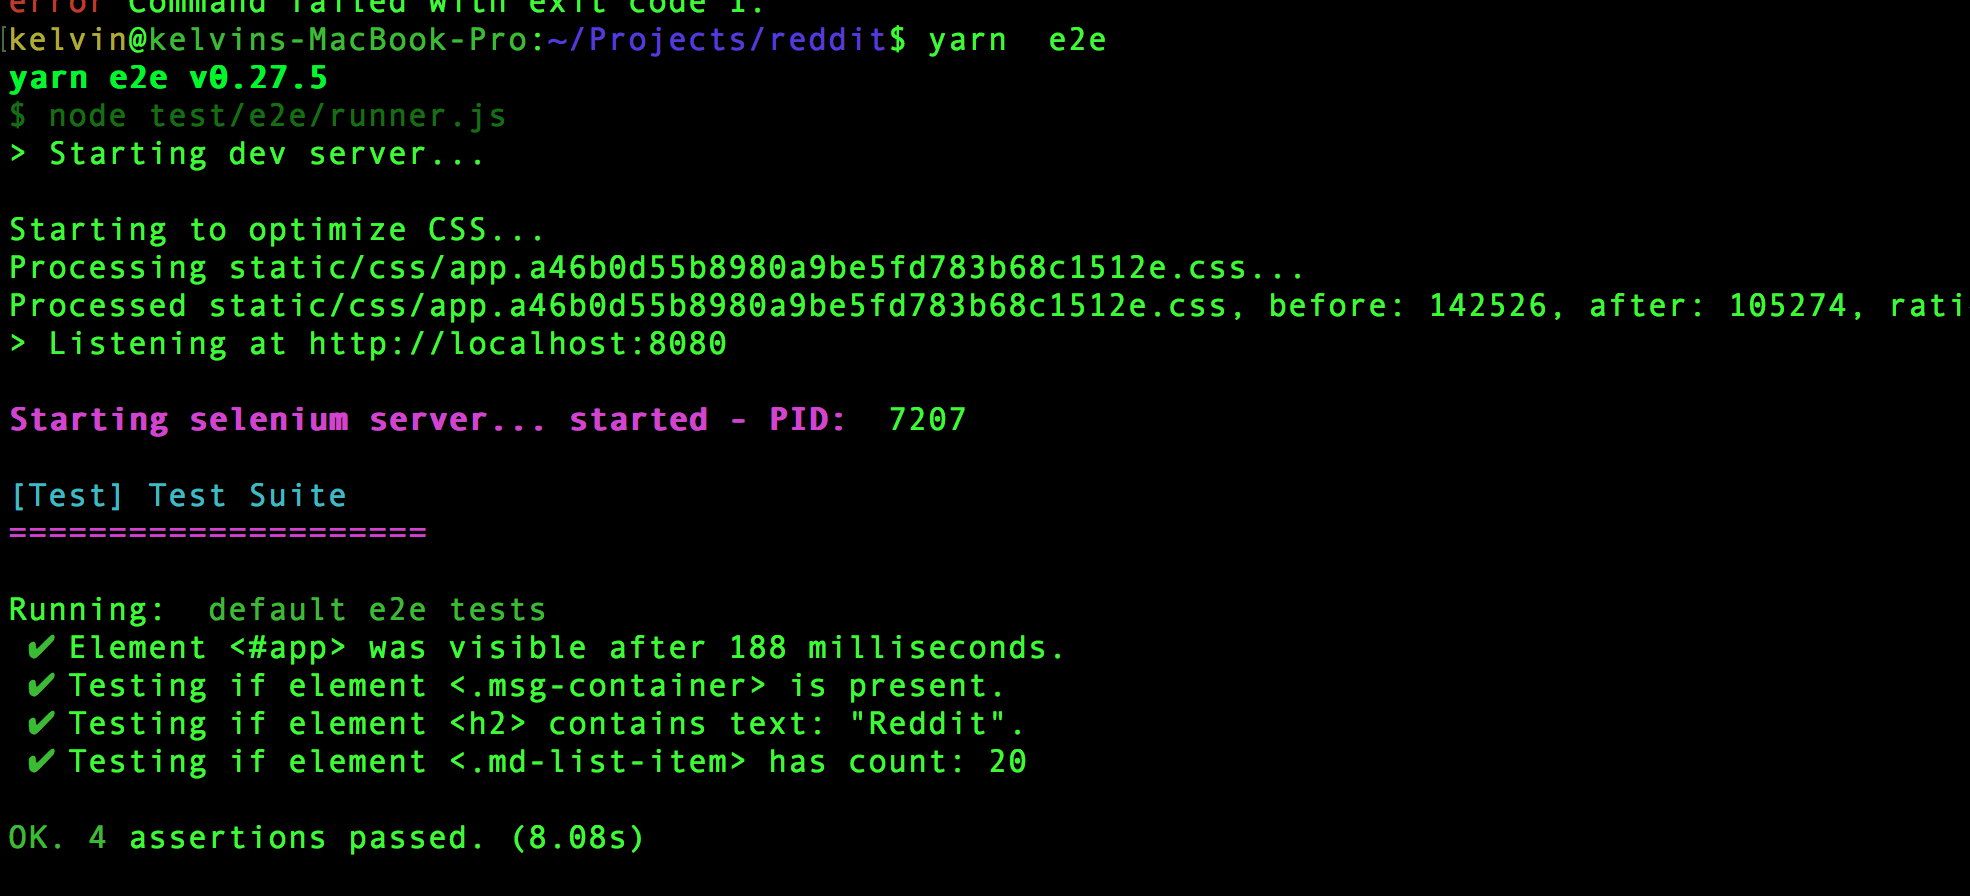 error Command failed with exit code 1.
kelvin@kelvins-MacBook-Pro:~/Projects/reddit$ yarn  e2e
yarn e2e v0.27.5
$ node test/e2e/runner.js
> Starting dev server...
Starting to optimize CSS...
Processing static/css/app.a46b0d55b8980a9be5fd783b68c1512e.css...
Processed static/css/app.a46b0d55b8980a9be5fd783b68c1512e.css, before: 142526, after: 105274, rati
> Listening at http://localhost:8080
Starting selenium server... started - PID:  7207
[Test] Test Suite
=====================
Running:  default e2e tests
✔ Element <#app> was visible after 188 milliseconds.
✔ Testing if element <.msg-container> is present.
✔ Testing if element <h2> contains text: "Reddit".
✔ Testing if element <.md-list-item> has count: 20
OK. 4 assertions passed. (8.08s)